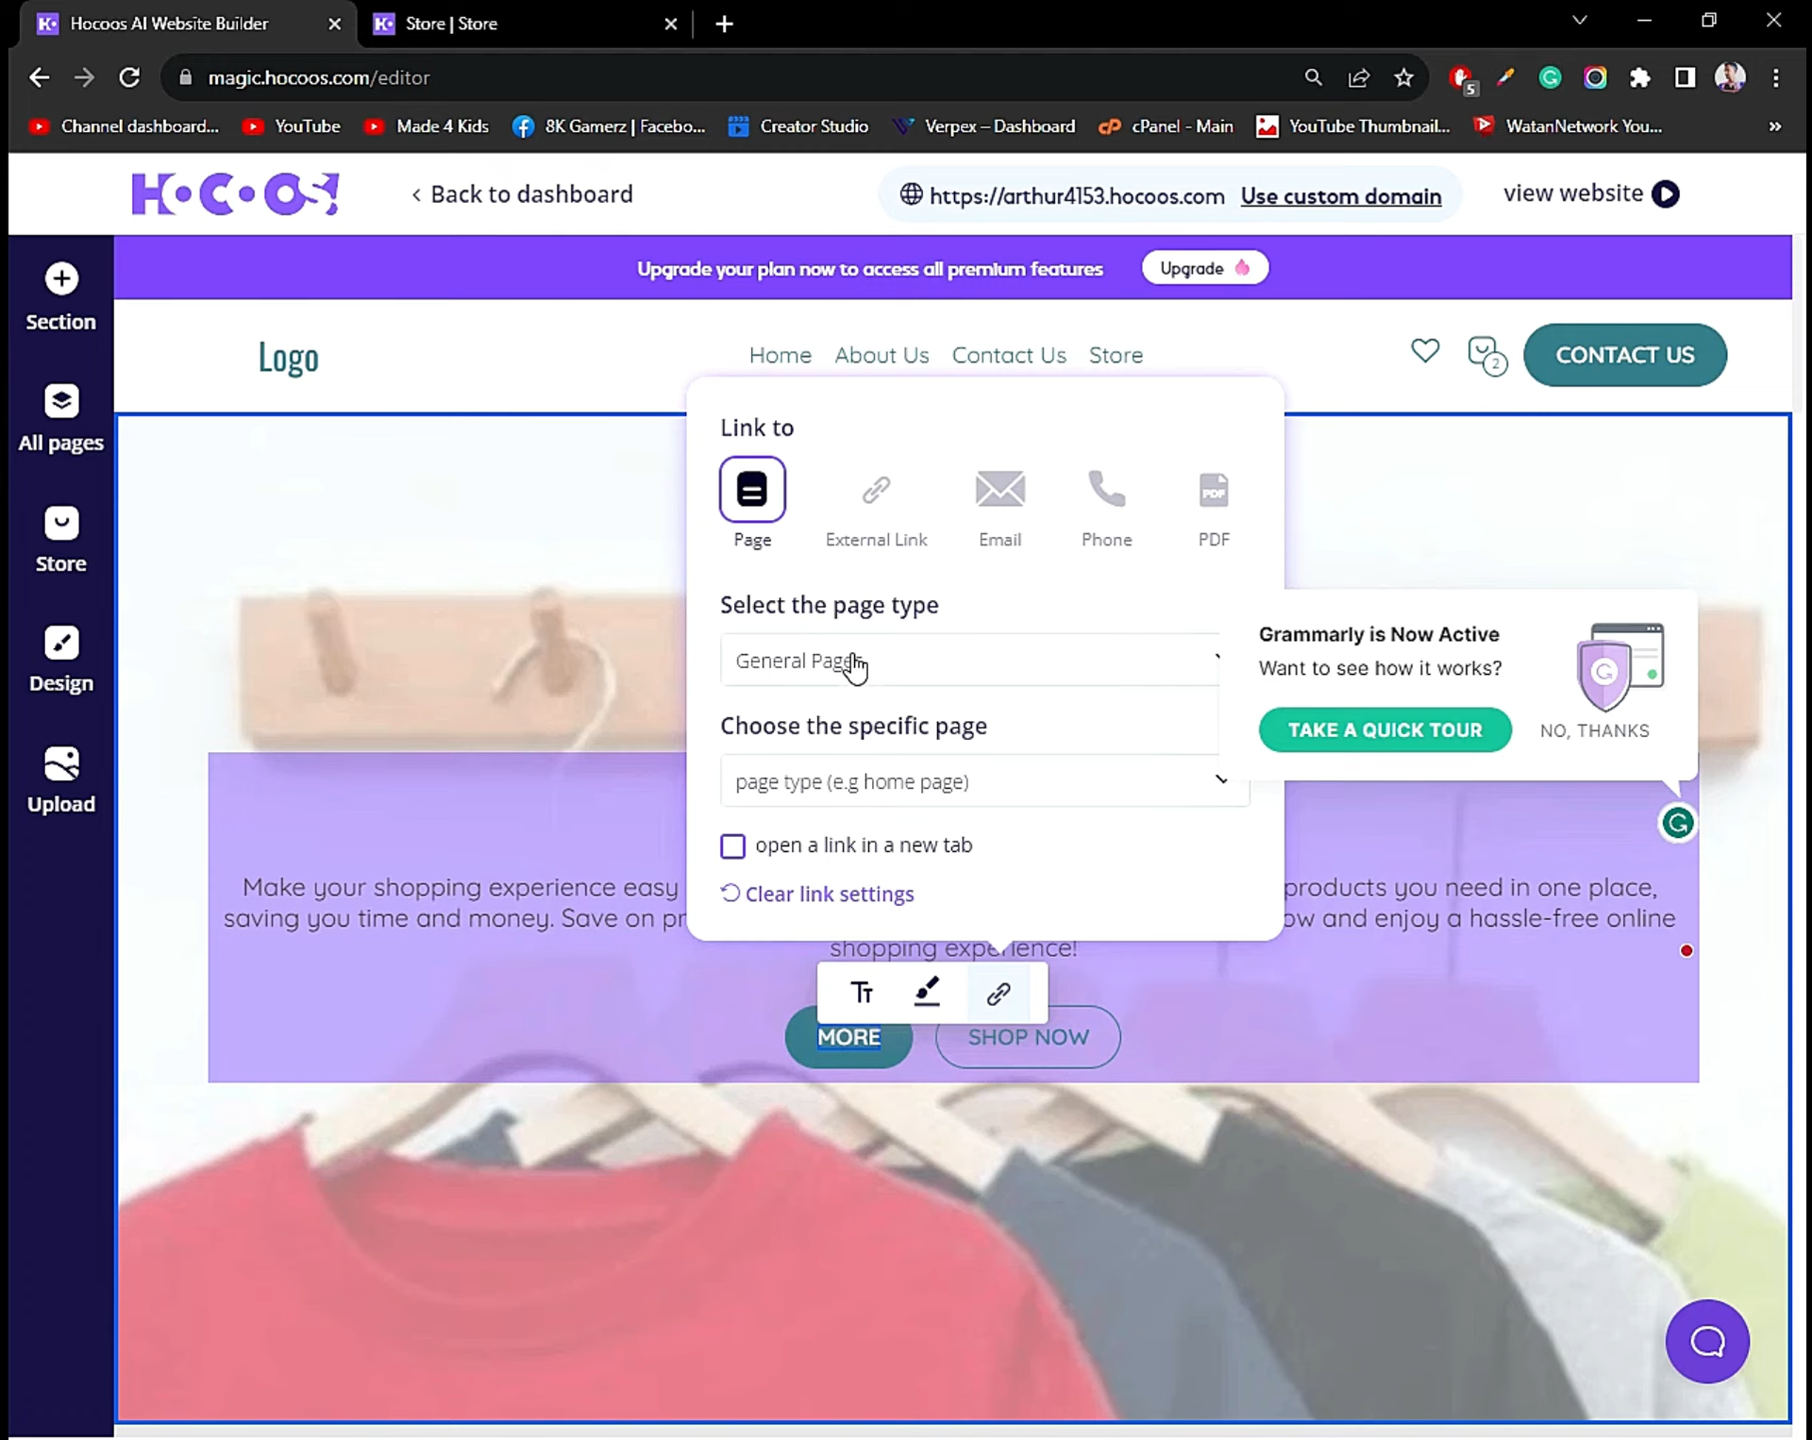 Hocoos AI Website Builder
Store | Store
magic.hocoos.com/editor
5
Channel dashboard...
YouTube
Made 4 Kids
8K Gamerz | Facebo...
Creator Studio
Verpex – Dashboard
cPanel - Main
YouTube Thumbnail...
WatanNetwork You...
HOCOOS
Back to dashboard
https://arthur4153.hocoos.com
Use custom domain
view website
Upgrade your plan now to access all premium features
Upgrade
Section
All pages
Store
Design
Upload
Logo
Home
About Us
Contact Us
Store
2
CONTACT US
Link to
Page
External Link
Email
Phone
PDF
PDF
Select the page type
General Pages
Choose the specific page
page type (e.g home page)
open a link in a new tab
Clear link settings
Grammarly is Now Active
Want to see how it works?
TAKE A QUICK TOUR
NO, THANKS
Make your shopping experience easy products you need in one place,
saving you time and money. Save on pr ow and enjoy a hassle-free online
shopping experience!
MORE
SHOP NOW